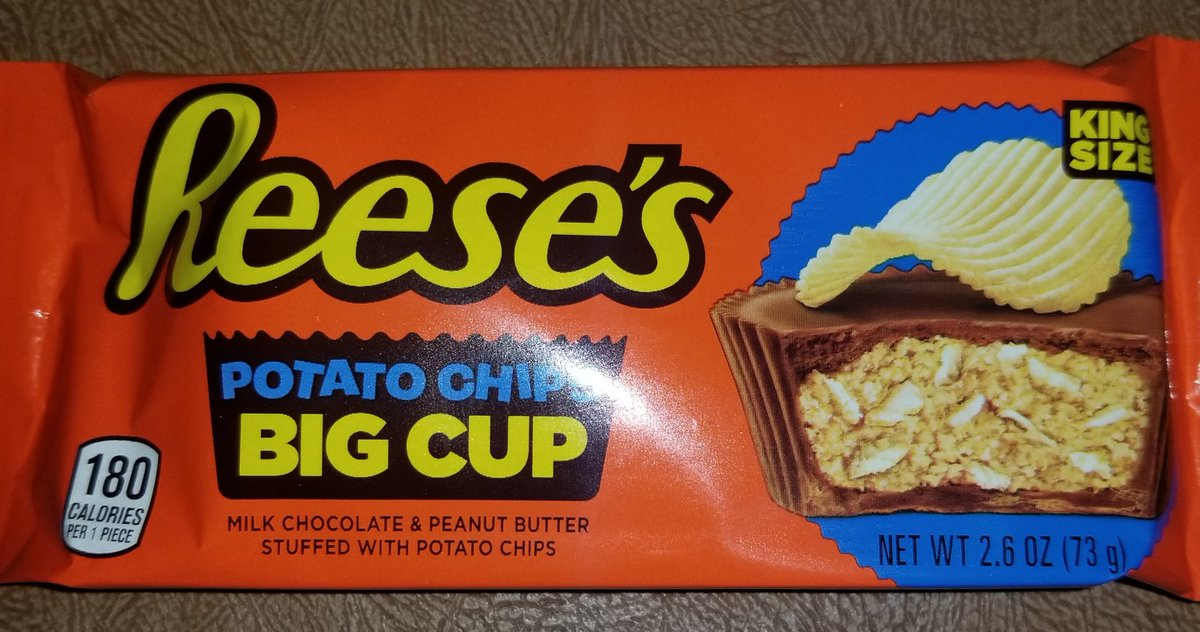 Reese's
KING
SIZE
POTATO CHIPS
BIG CUP
180
CALORIES
PER 1 PIECE
MILK CHOCOLATE & PEANUT BUTTER
STUFFED WITH POTATO CHIPS
NET WT 2.6 OZ (73 g)